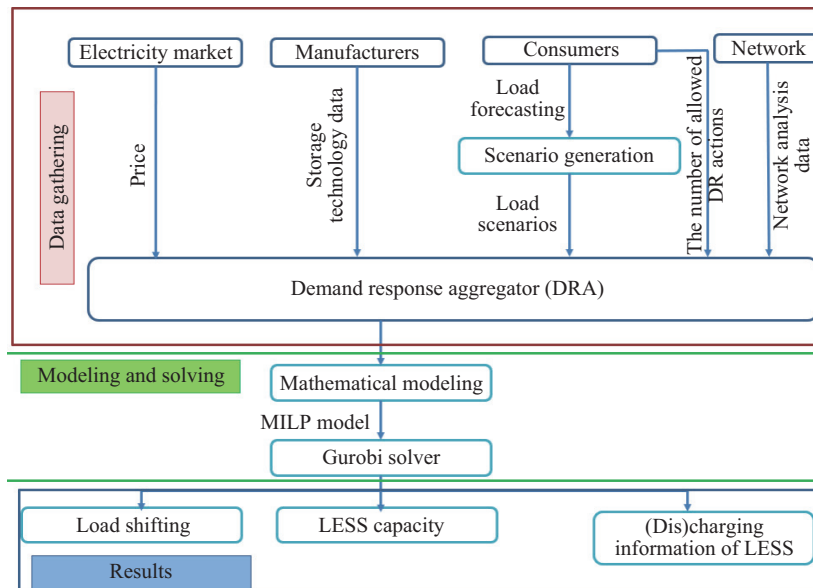 Electricity market
Manufacturers
Consumers
Network
Data gathering
Price
Storage
technology data
Load
forecasting
Scenario generation
Load
scenarios
The number of allowed
DR actions
Network analysis
data
Demand response aggregator (DRA)
Modeling and solving
Mathematical modeling
MILP model
Gurobi solver
Load shifting
LESS capacity
(Dis)charging
information of LESS
Results